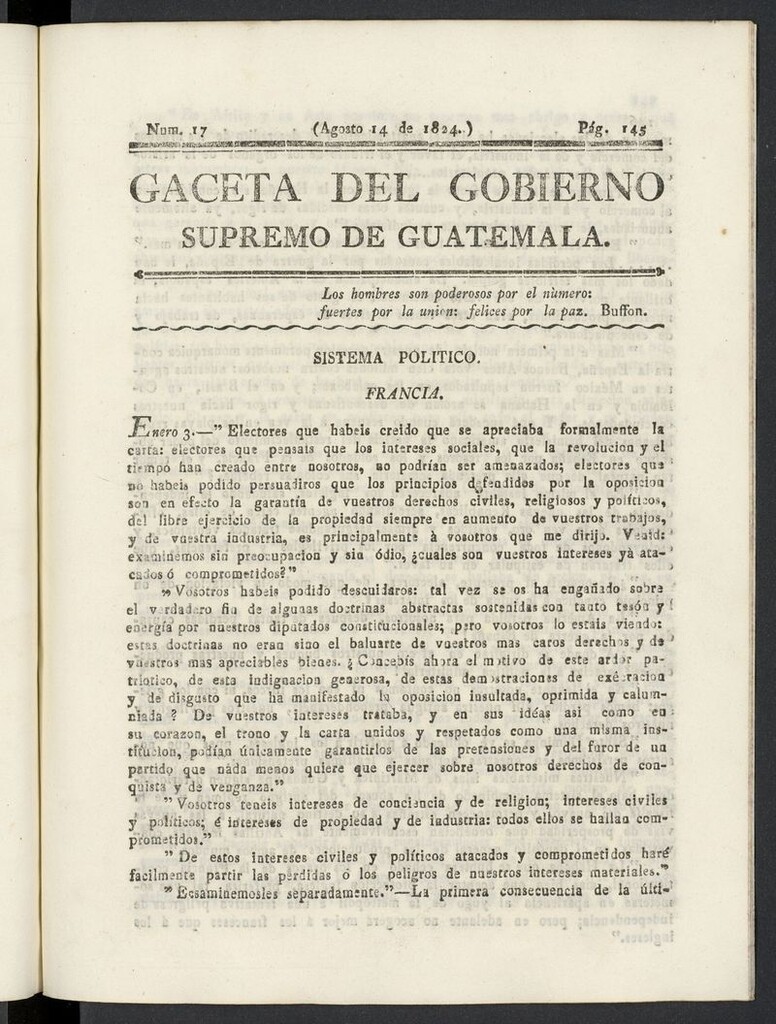 Num. 17 (Agosto 14 de 1824.) Pág. 145
GACETA DEL GOBIERNO
SUPREMO DE GUATEMALA.
Los hombres son poderosos por el nùmero:
fuertes por la union: felices por la paz. Buffon.
SISTEMA POLITICO.
FRANCIA.
Enero 3.—" Electores que habeis creido que se apreciaba formalmente la
carta: electores que pensais que los intereses sociales, que la revolucion y el
tiempo han creado entre nosotros, no podrían ser amenazados; electores que
no habeis podido persuadiros que los principios defendidos por la oposicion
son en efecto la garantía de vuestros derechos civiles, religiosos y políticos,
del libre ejercicio de la propiedad siempre en aumento de vuestros trabajos,
y de vuestra industria, es principalmente à vosotros que me dirijo. Venid:
examinemos sin preocupacion y sin ódio, ¿cuales son vuestros intereses yà ata-
cados ó comprometidos?"
" Vosotros habeis podido descuidaros: tal vez se os ha engañado sobre
el verdadero fin de algunas doctrinas abstractas sostenidas con tanto tesón y
energía por nuestros diputados constitucionales; pero vosotros lo estais viendo:
estas doctrinas no eran sino el baluarte de vuestros mas caros derechos y de
vuestros mas apreciables bienes. ¿Concebís ahora el motivo de este ardor pa-
triotico, de esta indignacion generosa, de estas demostraciones de exécracion
y de disgusto que ha manifestado la oposicion insultada, oprimida y calum-
niada? De vuestros intereses trataba, y en sus idéas asi como en
su corazon, el trono y la carta unidos y respetados como una misma ins-
titucion, podían únicamente garantirlos de las pretensiones y del furor de un
partido que nàda menos quiere que ejercer sobre nosotros derechos de con-
quista y de venganza."
" Vosotros teneis intereses de conciencia y de religion; intereses civiles
y políticos; é intereses de propiedad y de industria: todos ellos se hallan com-
prometidos."
" De estos intereses civiles y políticos atacados y comprometidos haré
facilmente partir las pérdidas ó los peligros de nuestros intereses materiales."
" Ecsaminemosles separadamente."—La primera consecuencia de la últi-